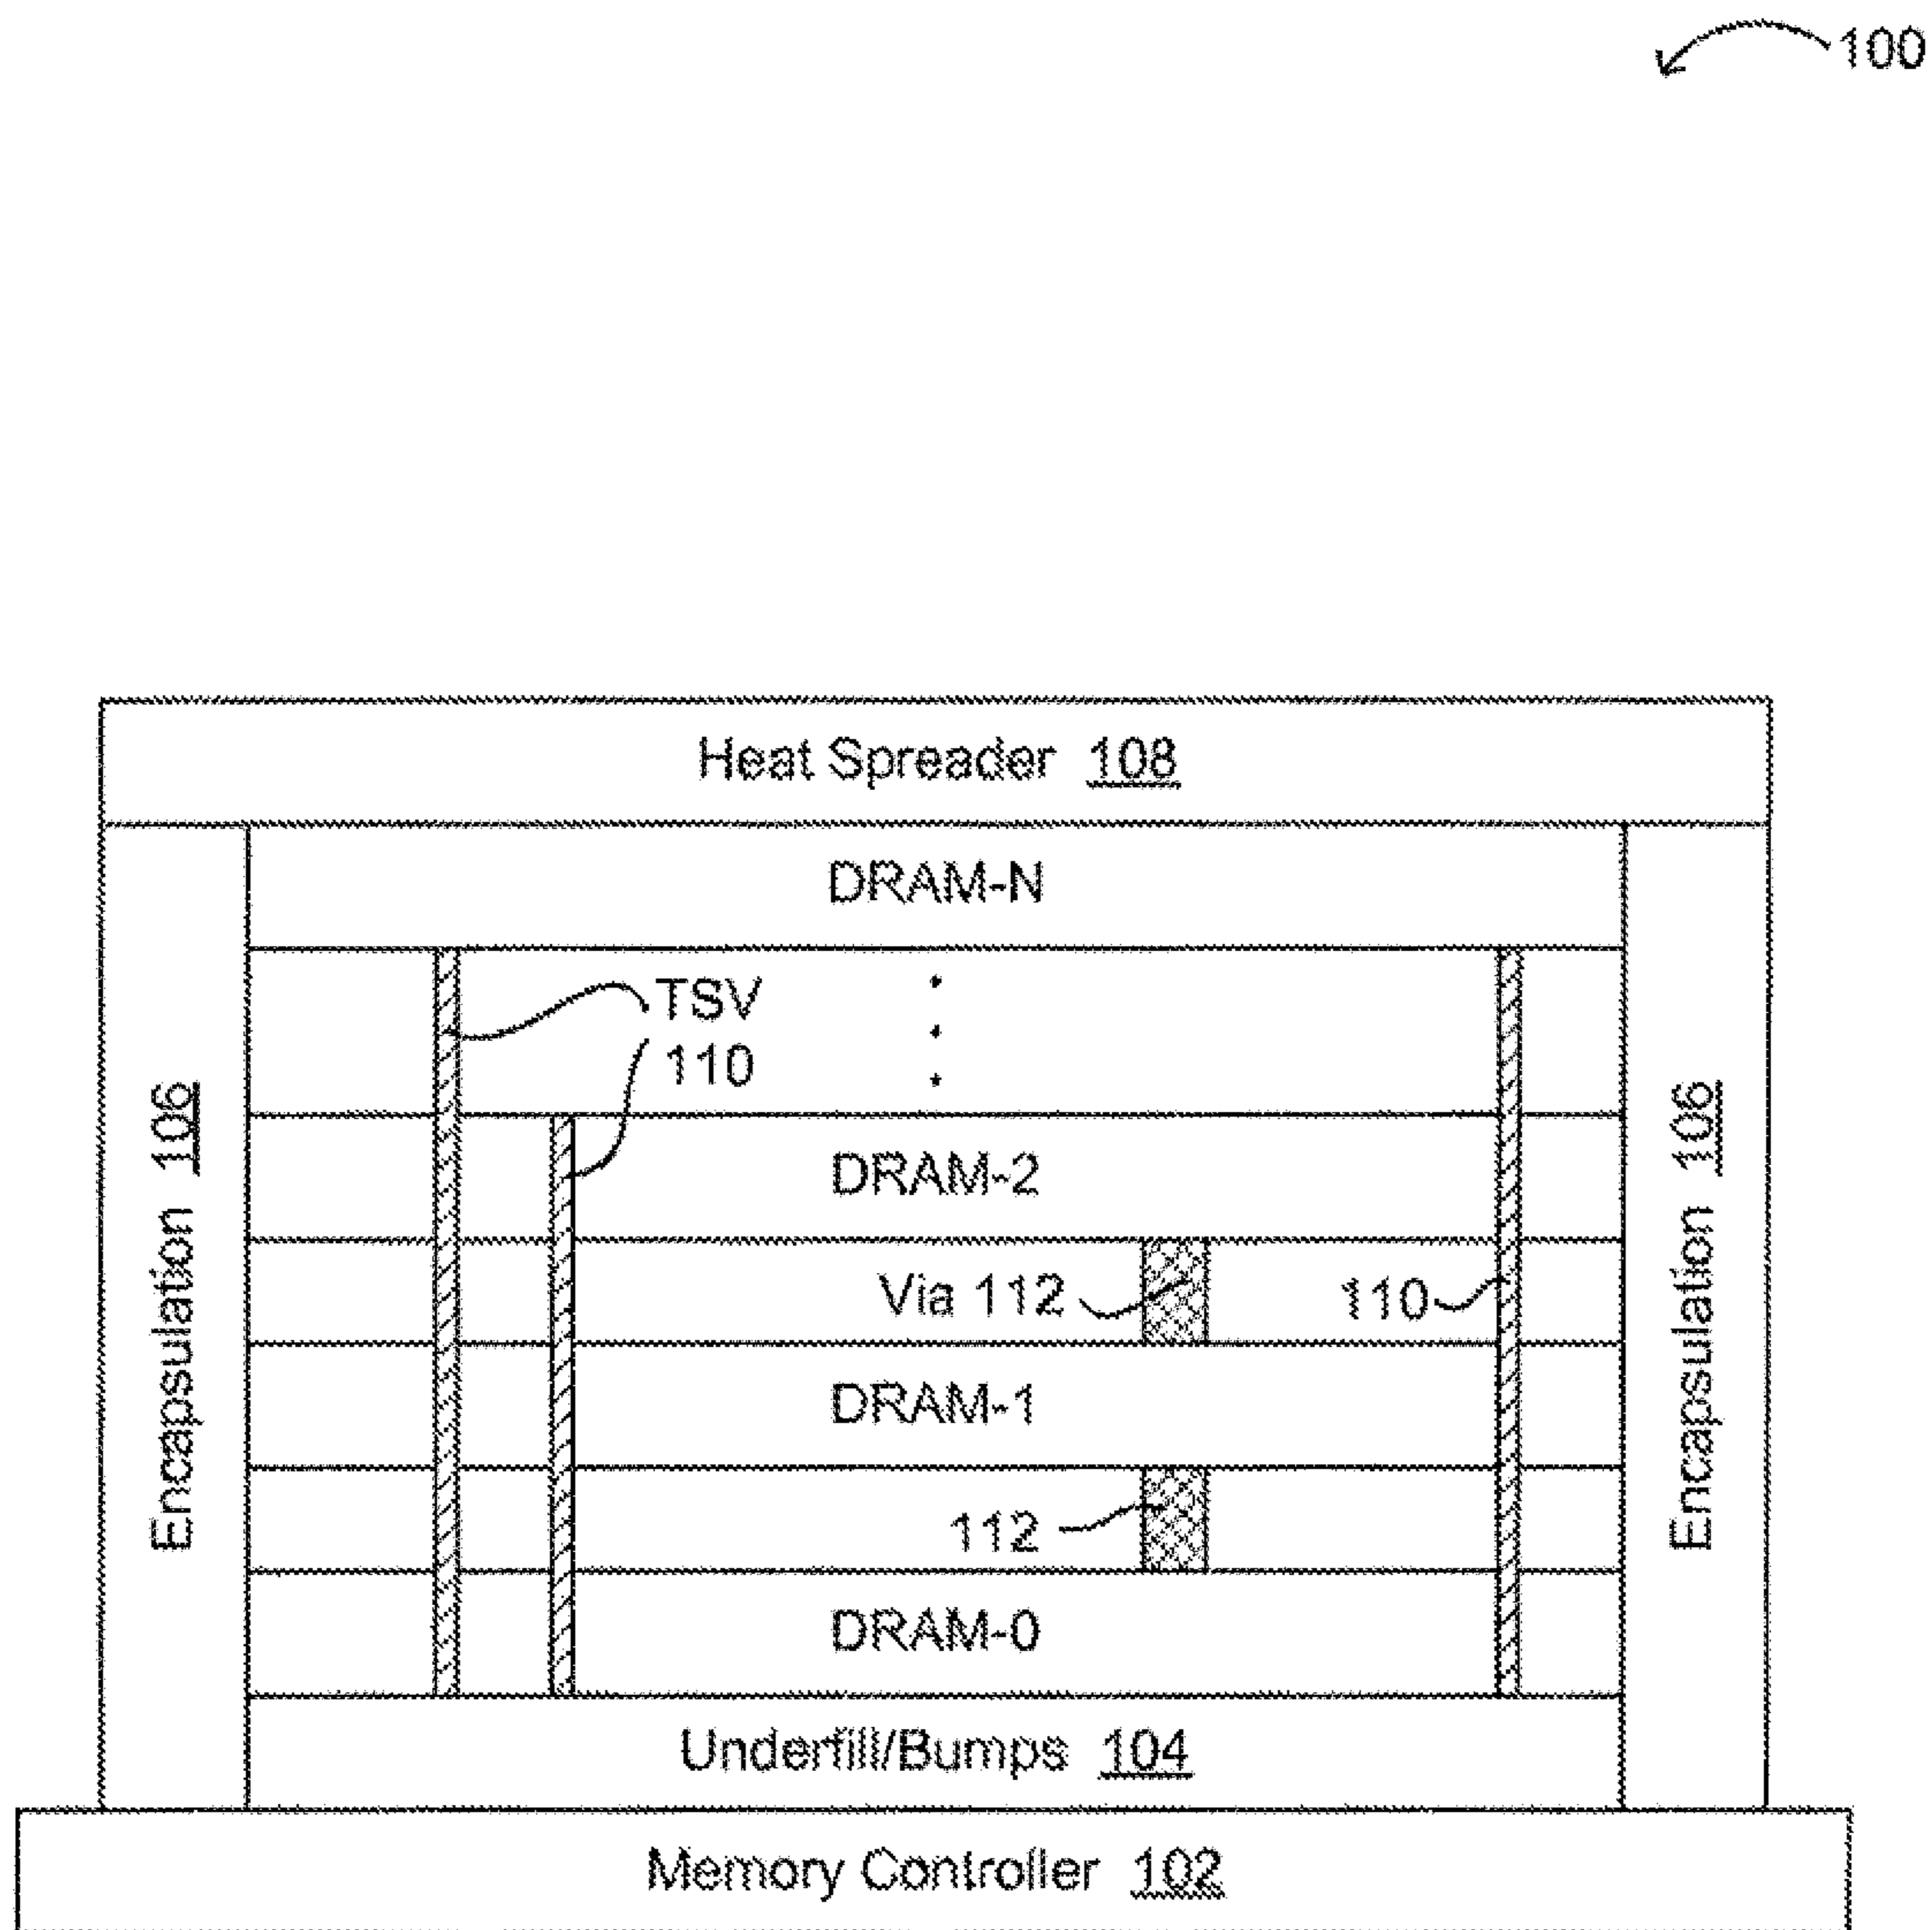 100
Heat Spreader 108
DRAM-N
TSV
110
Encapsulation 106
Encapsulation 106
DRAM-2
Via 112
110
DRAM-1
112
DRAM-0
Underfill/Bumps 104
Memory Controller 102